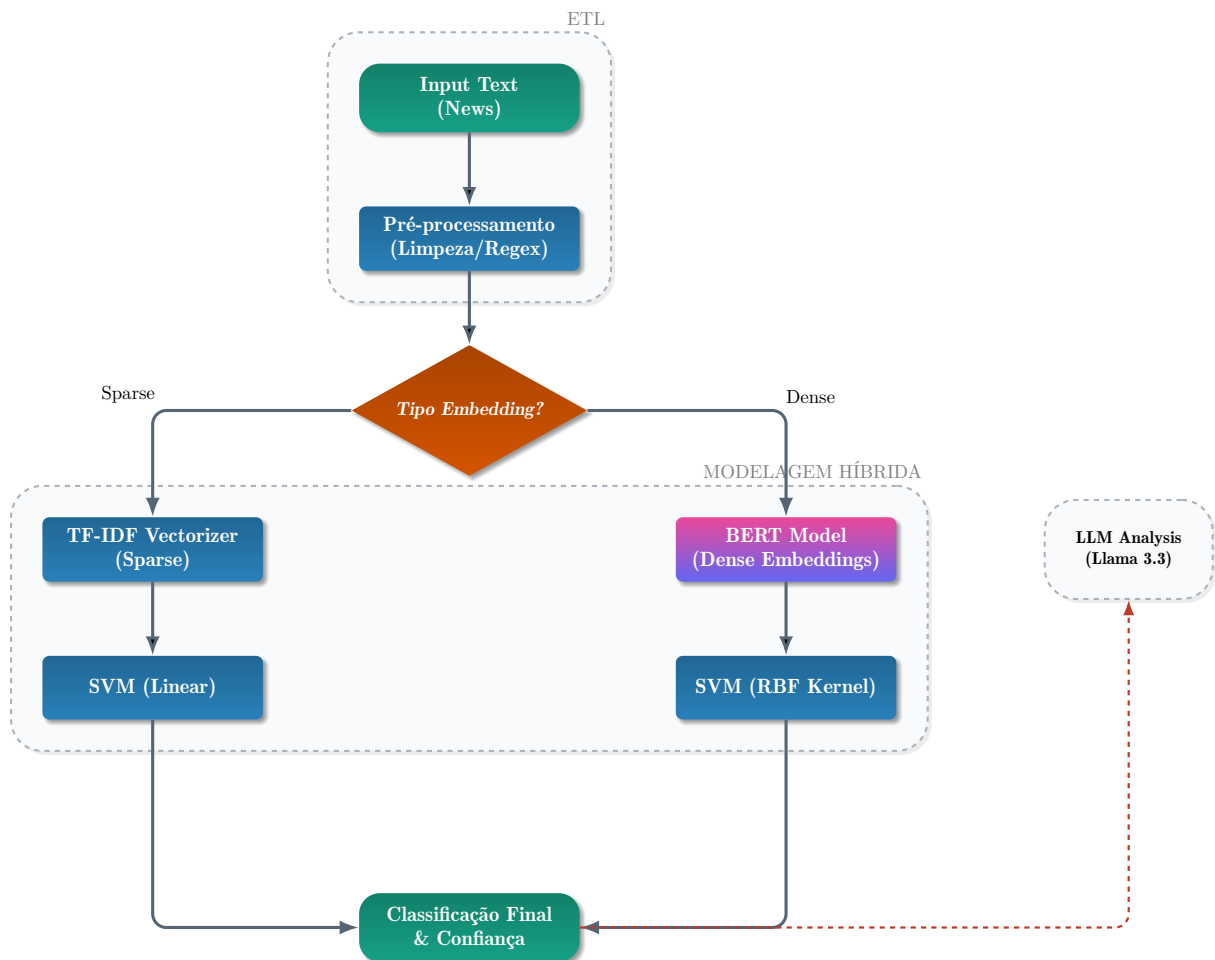 ETL
Input Text
(News)
Pré-processamento
(Limpeza/Regex)
Tipo Embedding?
Sparse
Dense
MODELAGEM HÍBRIDA
TF-IDF Vectorizer
(Sparse)
BERT Model
(Dense Embeddings)
LLM Analysis
(Llama 3.3)
SVM (Linear)
SVM (RBF Kernel)
Classificação Final
& Confiança